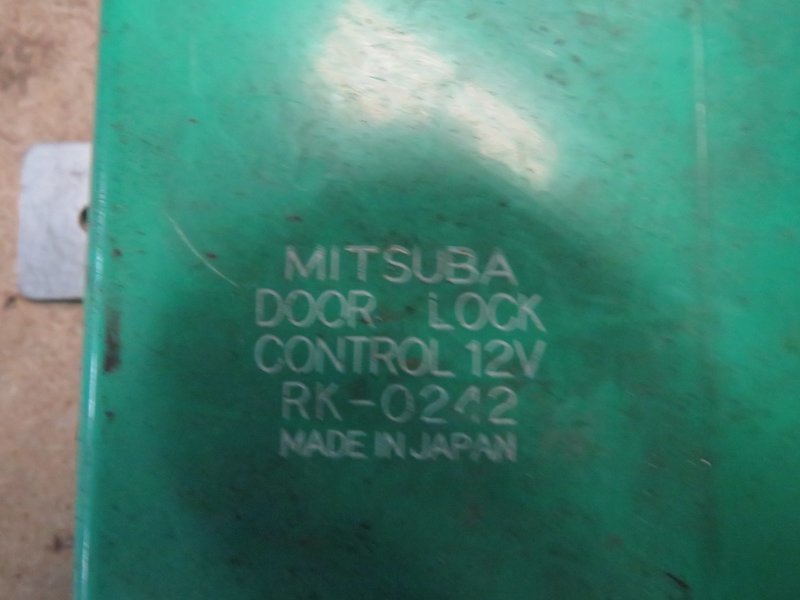 MITSUBA
DOOR LOCK
CONTROL 12V
RK-0242
MADE IN JAPAN